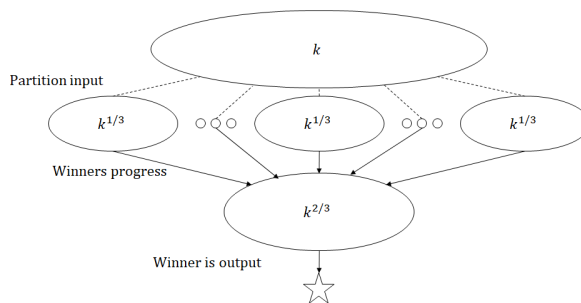 k
Partition input
k^{1/3} k^{1/3} k^{1/3}
Winners progress
k^{2/3}
Winner is output